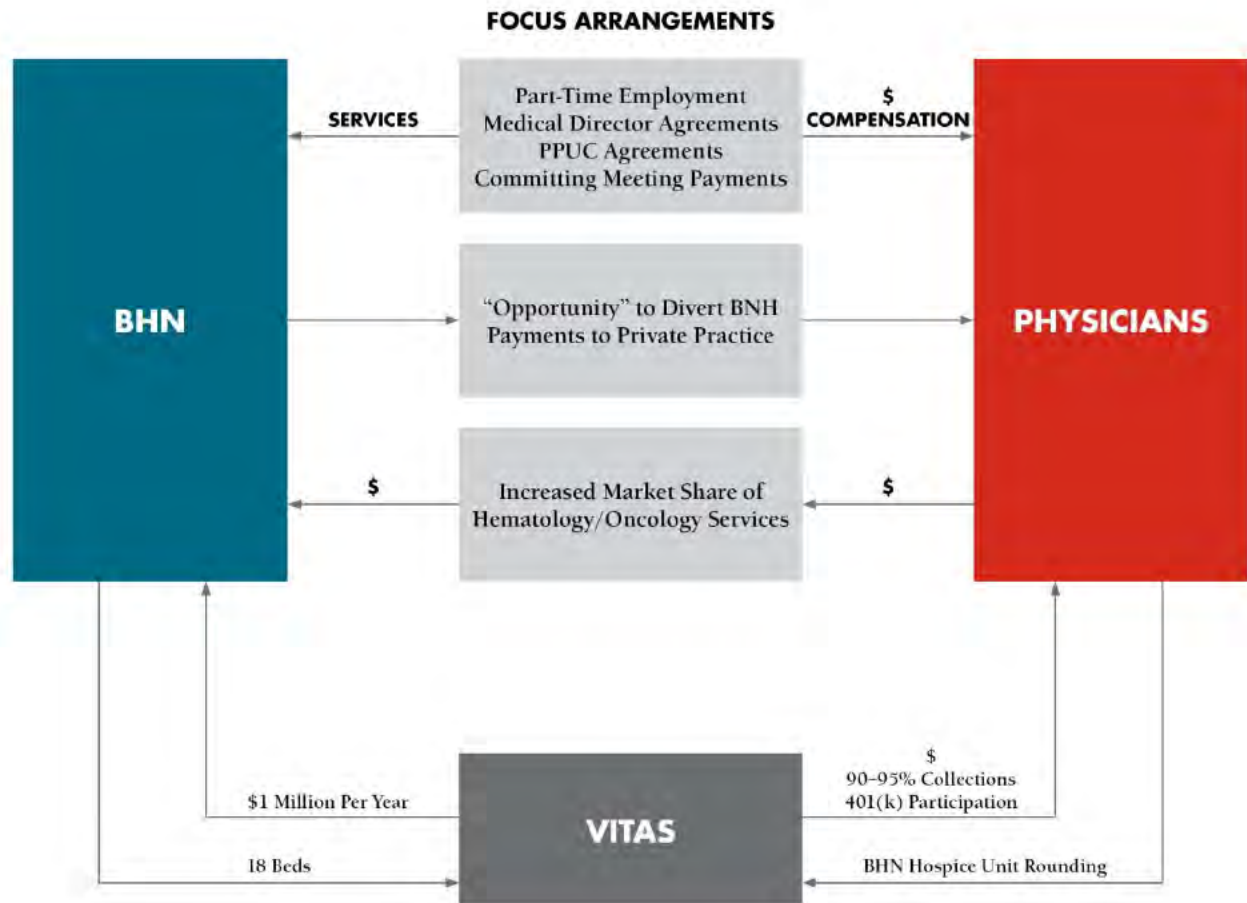 FOCUS ARRANGEMENTS
SERVICES
Part-Time Employment
Medical Director Agreements
PPUC Agreements
Committing Meeting Payments
$
COMPENSATION
BHN
“Opportunity” to Divert BNH
Payments to Private Practice
PHYSICIANS
$
Increased Market Share of
Hematology/Oncology Services
$
$1 Million Per Year
18 Beds
VITAS
$
90–95% Collections
401(k) Participation
BHN Hospice Unit Rounding